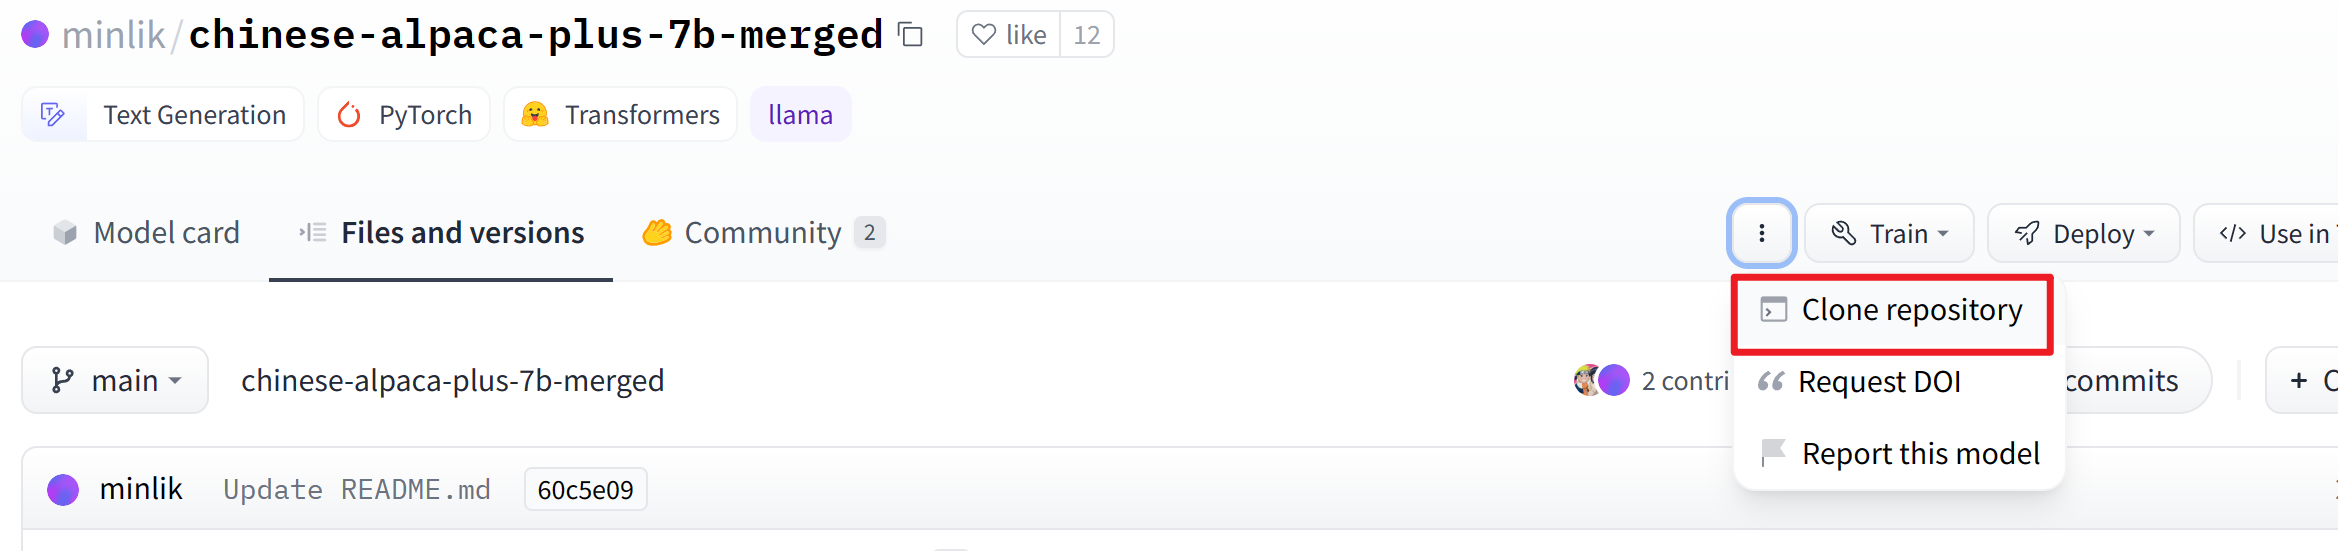 minlik/chinese-alpaca-plus-7b-merged like 12
Text Generation PyTorch Transformers llama
Model card Files and versions Community 2 Train Deploy Use in
Clone repository
main chinese-alpaca-plus-7b-merged 2 contri Request DOI commits
Report this model
minlik Update README.md 60c5e09